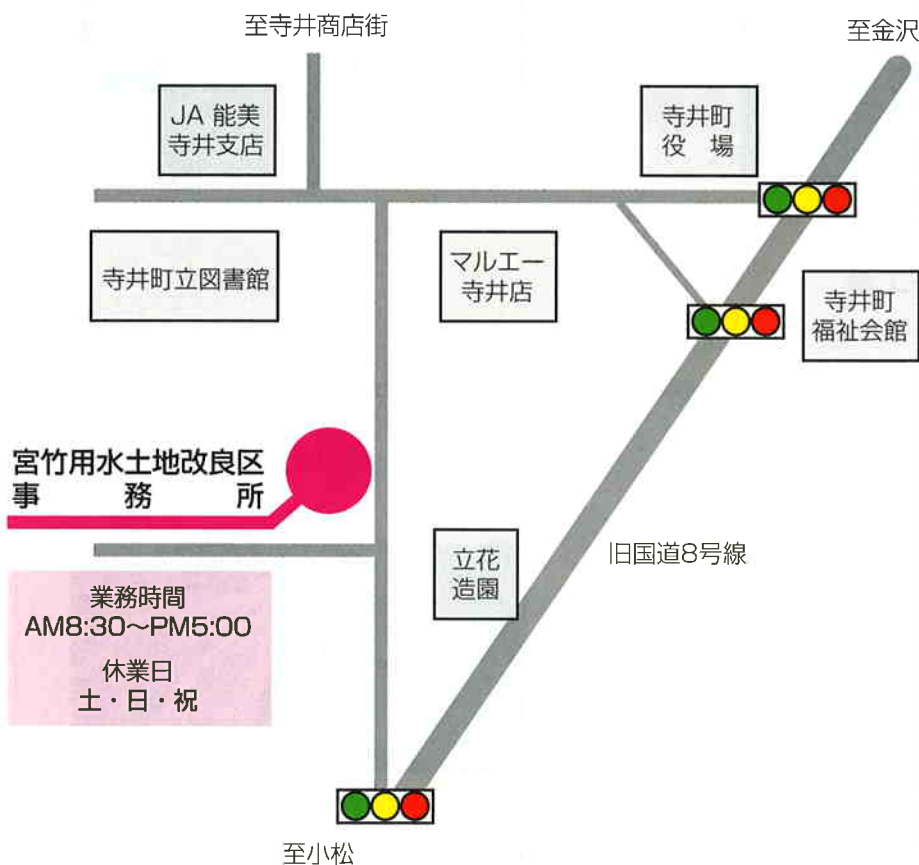 至寺井商店街
至金沢
JA 能美
寺井支店
寺井町
役 場
寺井町立図書館
マルエー
寺井店
寺井町
福祉会館
宮竹用水土地改良区
事 務 所
立花
造園
旧国道8号線
業務時間
AM8:30～PM5:00
休業日
土・日・祝
至小松